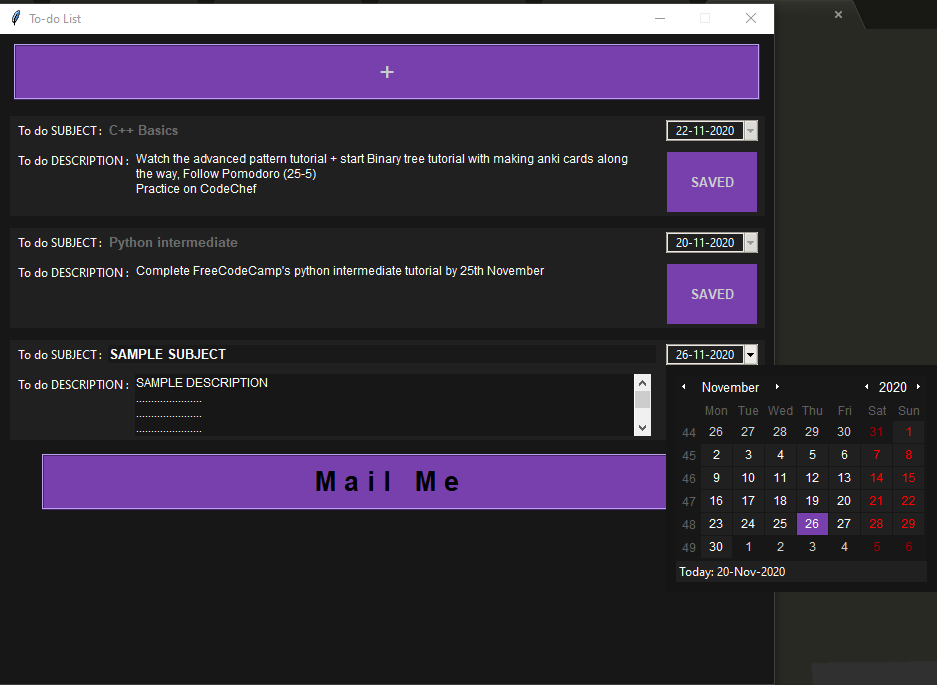 To-do List
+
To do SUBJECT : C++ Basics
22-11-2020
To do DESCRIPTION : Watch the advanced pattern tutorial + start Binary tree tutorial with making anki cards along
the way, Follow Pomodoro (25-5)
Practice on CodeChef
SAVED
To do SUBJECT : Python intermediate
20-11-2020
To do DESCRIPTION : Complete FreeCodeCamp's python intermediate tutorial by 25th November
SAVED
To do SUBJECT : SAMPLE SUBJECT
26-11-2020
To do DESCRIPTION : SAMPLE DESCRIPTION
......................
......................
......................
Mail Me
November 2020
Mon Tue Wed Thu Fri Sat Sun
44 26 27 28 29 30 31 1
45 2 3 4 5 6 7 8
46 9 10 11 12 13 14 15
47 16 17 18 19 20 21 22
48 23 24 25 26 27 28 29
49 30 1 2 3 4 5 6
Today: 20-Nov-2020